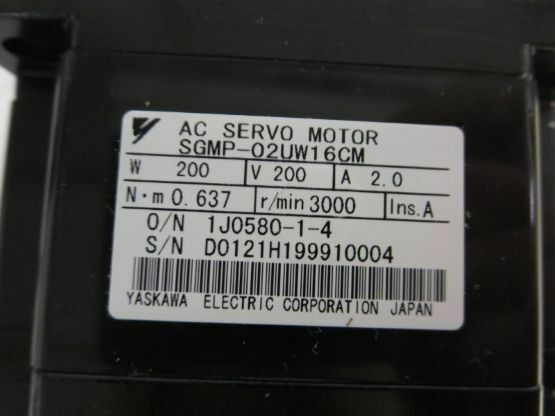 AC SERVO MOTOR
SGMP-02UW16CM
W 200 V 200 A 2.0
N·m 0.637 r/min 3000 Ins.A
O/N 1J0580-1-4
S/N D0121H199910004
YASKAWA ELECTRIC CORPORATION JAPAN